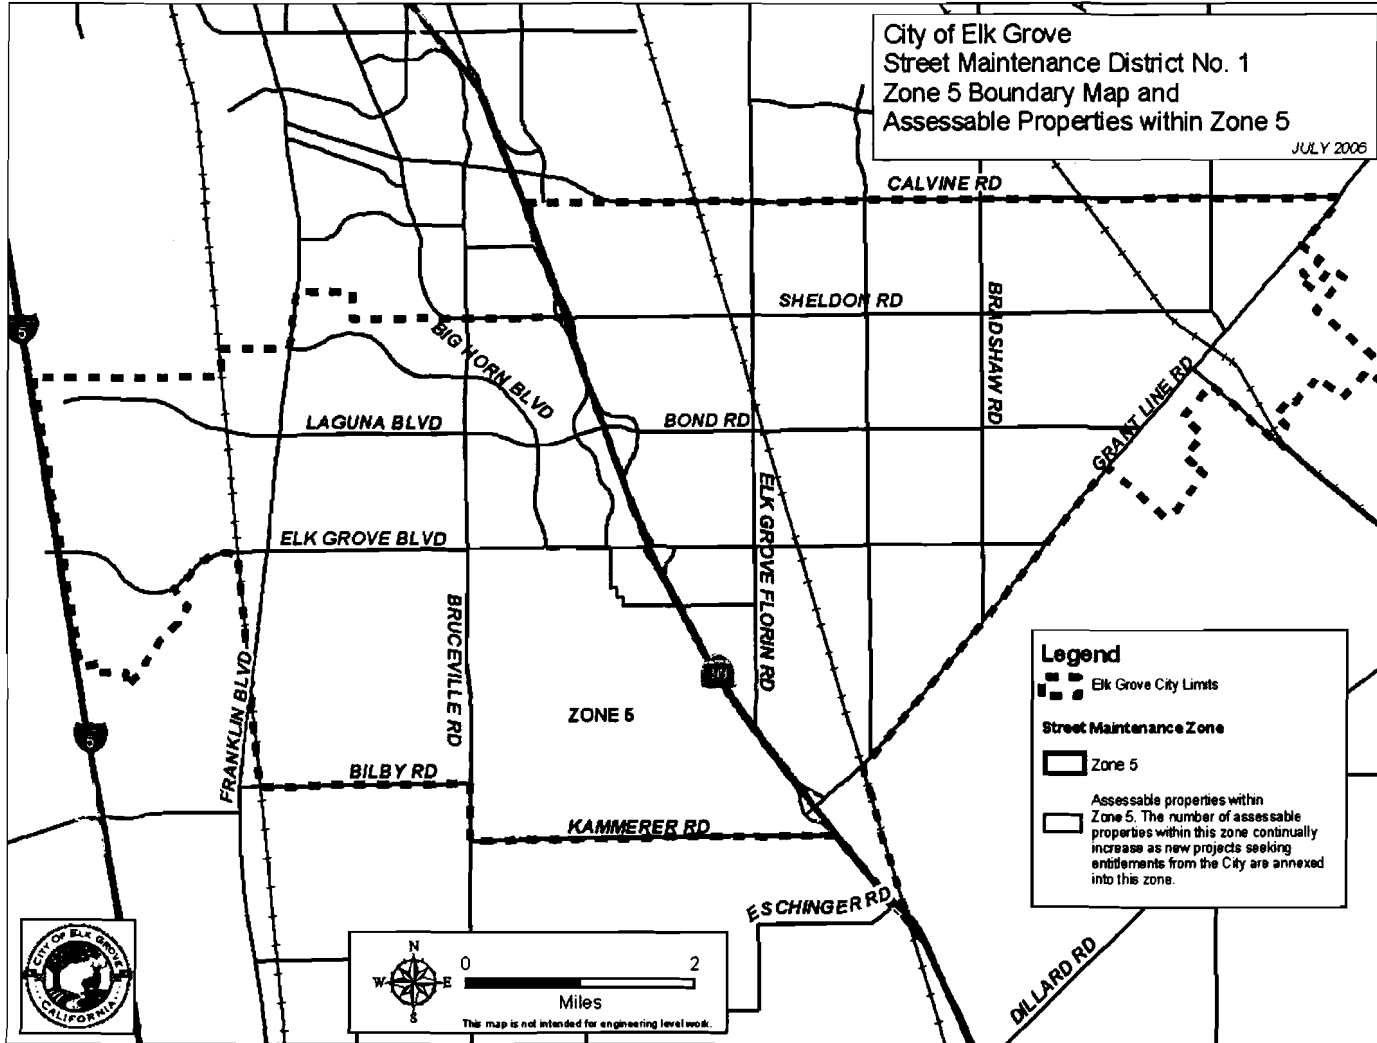 City of Elk Grove
Street Maintenance District No. 1
Zone 5 Boundary Map and
Assessable Properties within Zone 5
JULY 2006
CALVINE RD
SHELDON RD
BRADSHAW RD
5
BIG HORN BLVD
GRANT LINE RD
LAGUNA BLVD
BOND RD
ELK GROVE BLVD
ELK GROVE FLORIN RD
BRUCEVILLE RD
FRANKLIN BLVD
ZONE 5
5
BILBY RD
KAMMERER RD
ESCHINGER RD
DILLARD RD
Legend
Elk Grove City Limits
Street Maintenance Zone
Zone 5
Assessable properties within
Zone 5. The number of assessable
properties within this zone continually
increase as new projects seeking
entitlements from the City are annexed
into this zone.
CITY OF ELK GROVE
CALIFORNIA
N
W E
S
0 2
Miles
This map is not intended for engineering level work.